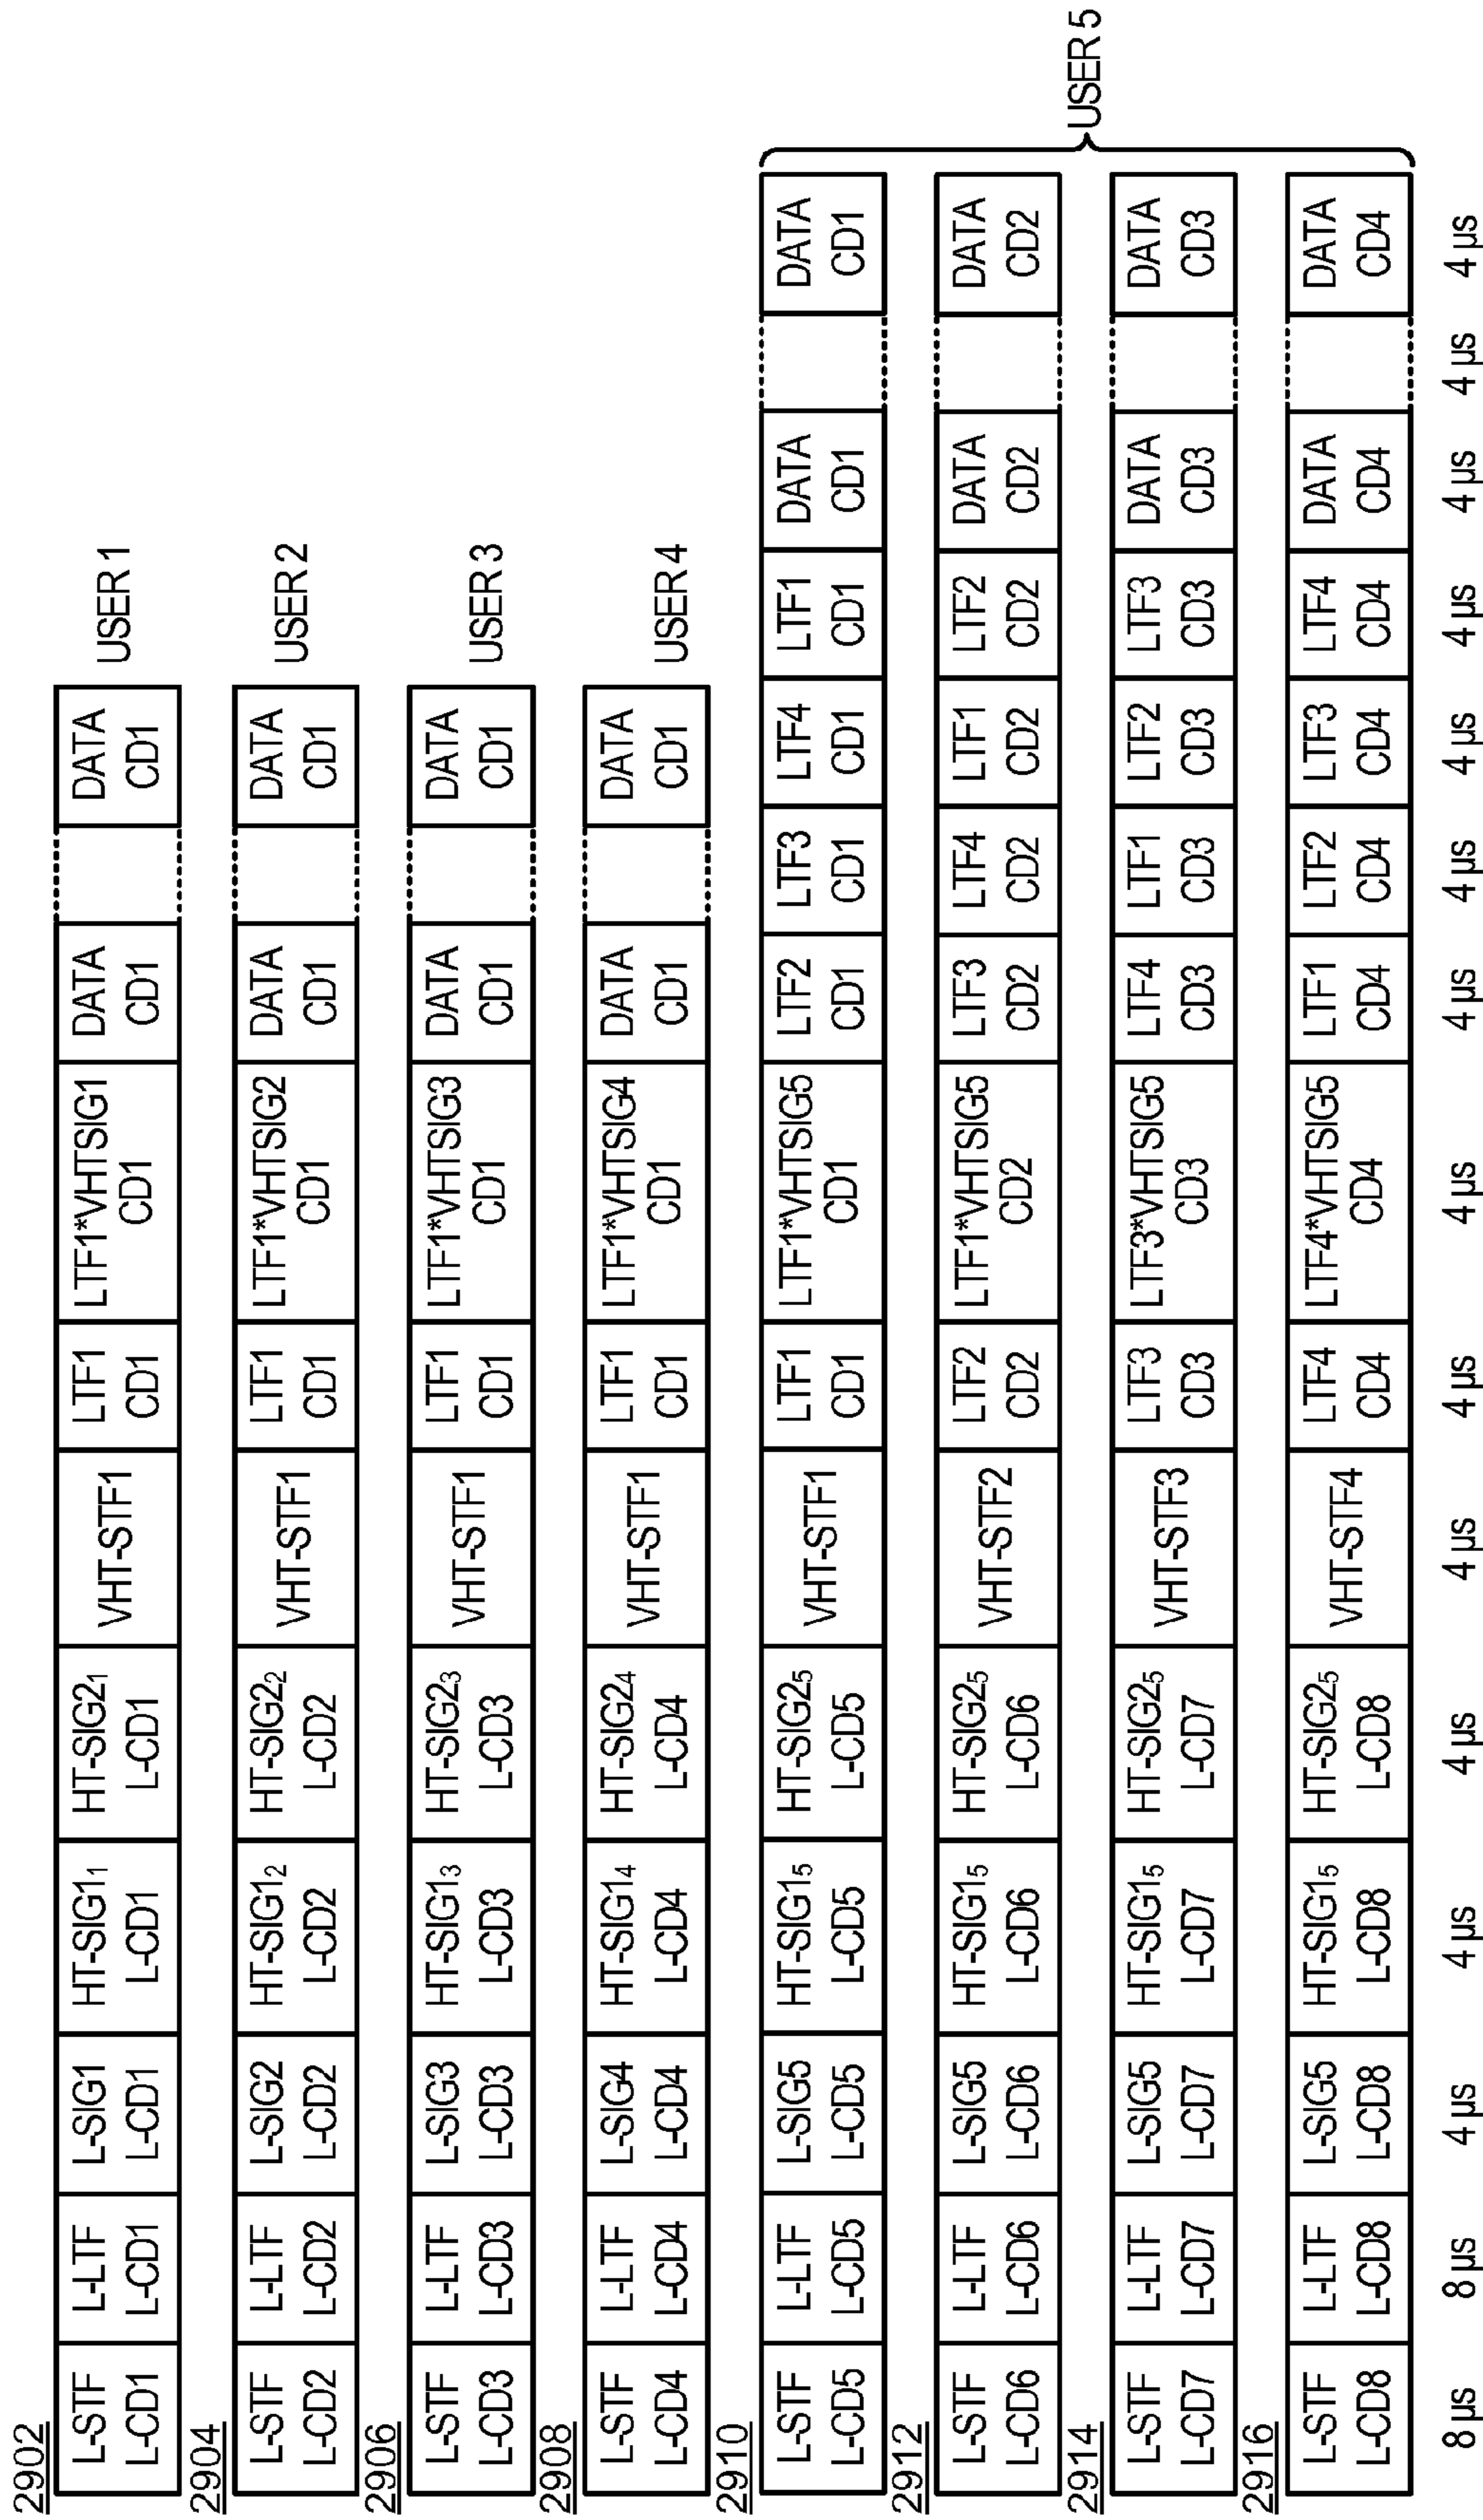 2902
L-STF L-LTF L-SIG1 HT-SIG1₁ HT-SIG2₁ VHT-STF1 LTF1 LTF1*VHTSIG1 DATA DATA
L-CD1 L-CD1 L-CD1 L-CD1 L-CD1 CD1 CD1 CD1 CD1
USER 1
2904
L-STF L-LTF L-SIG2 HT-SIG1₂ HT-SIG2₂ VHT-STF1 LTF1 LTF1*VHTSIG2 DATA DATA
L-CD2 L-CD2 L-CD2 L-CD2 L-CD2 CD1 CD1 CD1 CD1
USER 2
2906
L-STF L-LTF L-SIG3 HT-SIG1₃ HT-SIG2₃ VHT-STF1 LTF1 LTF1*VHTSIG3 DATA DATA
L-CD3 L-CD3 L-CD3 L-CD3 L-CD3 CD1 CD1 CD1 CD1
USER 3
2908
L-STF L-LTF L-SIG4 HT-SIG1₄ HT-SIG2₄ VHT-STF1 LTF1 LTF1*VHTSIG4 DATA DATA
L-CD4 L-CD4 L-CD4 L-CD4 L-CD4 CD1 CD1 CD1 CD1
USER 4
2910
L-STF L-LTF L-SIG5 HT-SIG1₅ HT-SIG2₅ VHT-STF1 LTF1 LTF1*VHTSIG5 LTF2 LTF3 LTF4 LTF1 DATA DATA
L-CD5 L-CD5 L-CD5 L-CD5 L-CD5 CD1 CD1 CD1 CD1 CD1 CD1 CD1 CD1
2912
L-STF L-LTF L-SIG5 HT-SIG1₅ HT-SIG2₅ VHT-STF2 LTF2 LTF1*VHTSIG5 LTF3 LTF4 LTF1 LTF2 DATA DATA
L-CD6 L-CD6 L-CD6 L-CD6 L-CD6 CD2 CD2 CD2 CD2 CD2 CD2 CD2 CD2
USER 5
2914
L-STF L-LTF L-SIG5 HT-SIG1₅ HT-SIG2₅ VHT-STF3 LTF3 LTF3*VHTSIG5 LTF4 LTF1 LTF2 LTF3 DATA DATA
L-CD7 L-CD7 L-CD7 L-CD7 L-CD7 CD3 CD3 CD3 CD3 CD3 CD3 CD3 CD3
2916
L-STF L-LTF L-SIG5 HT-SIG1₅ HT-SIG2₅ VHT-STF4 LTF4 LTF4*VHTSIG5 LTF1 LTF2 LTF3 LTF4 DATA DATA
L-CD8 L-CD8 L-CD8 L-CD8 L-CD8 CD4 CD4 CD4 CD4 CD4 CD4 CD4 CD4
8 µs 8 µs 4 µs 4 µs 4 µs 4 µs 4 µs 4 µs 4 µs 4 µs 4 µs 4 µs 4 µs 4 µs 4 µs